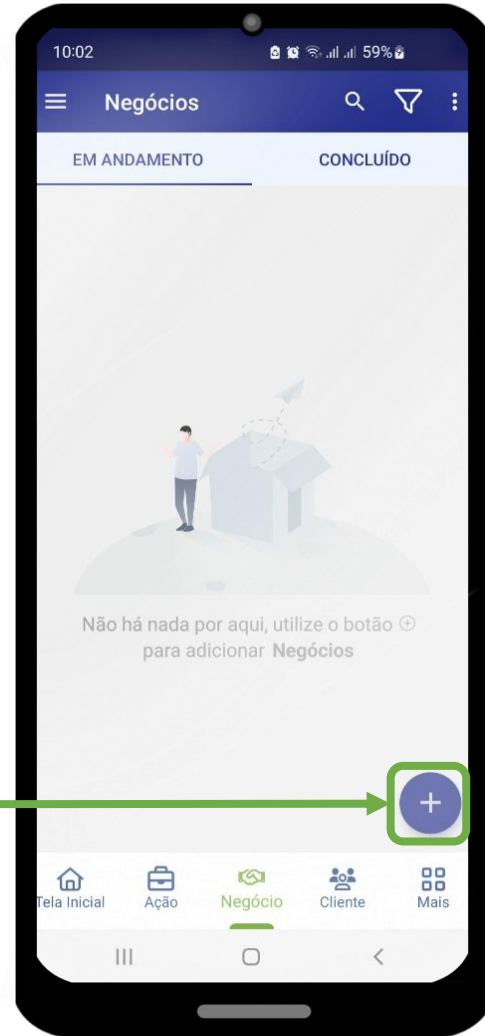 10:02 59%
Negócios
EM ANDAMENTO CONCLUÍDO
Não há nada por aqui, utilize o botão ⊕
para adicionar Negócios
Tela Inicial Ação Negócio Cliente Mais